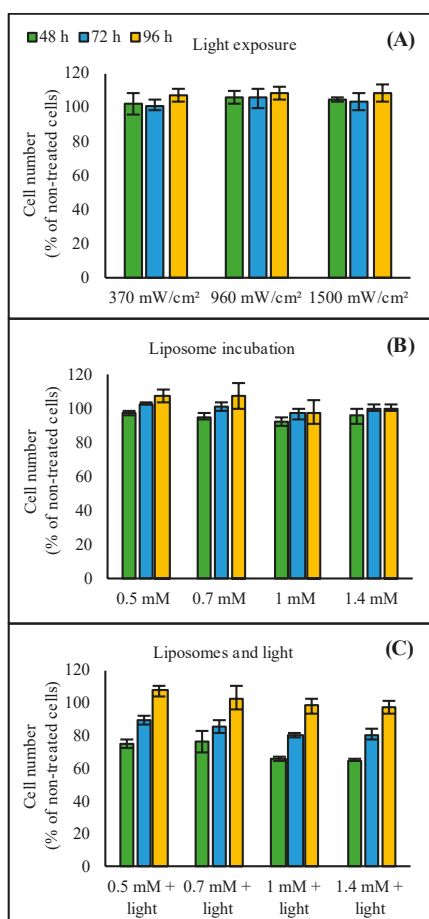 48 h 72 h 96 h
(A)
Light exposure
Cell number
(% of non-treated cells)
120
100
80
60
40
20
0
370 mW/cm² 960 mW/cm² 1500 mW/cm²
(B)
Liposome incubation
Cell number
(% of non-treated cells)
120
100
80
60
40
20
0
0.5 mM 0.7 mM 1 mM 1.4 mM
(C)
Liposomes and light
Cell number
(% of non-treated cells)
120
100
80
60
40
20
0
0.5 mM + 0.7 mM + 1 mM + 1.4 mM +
light light light light